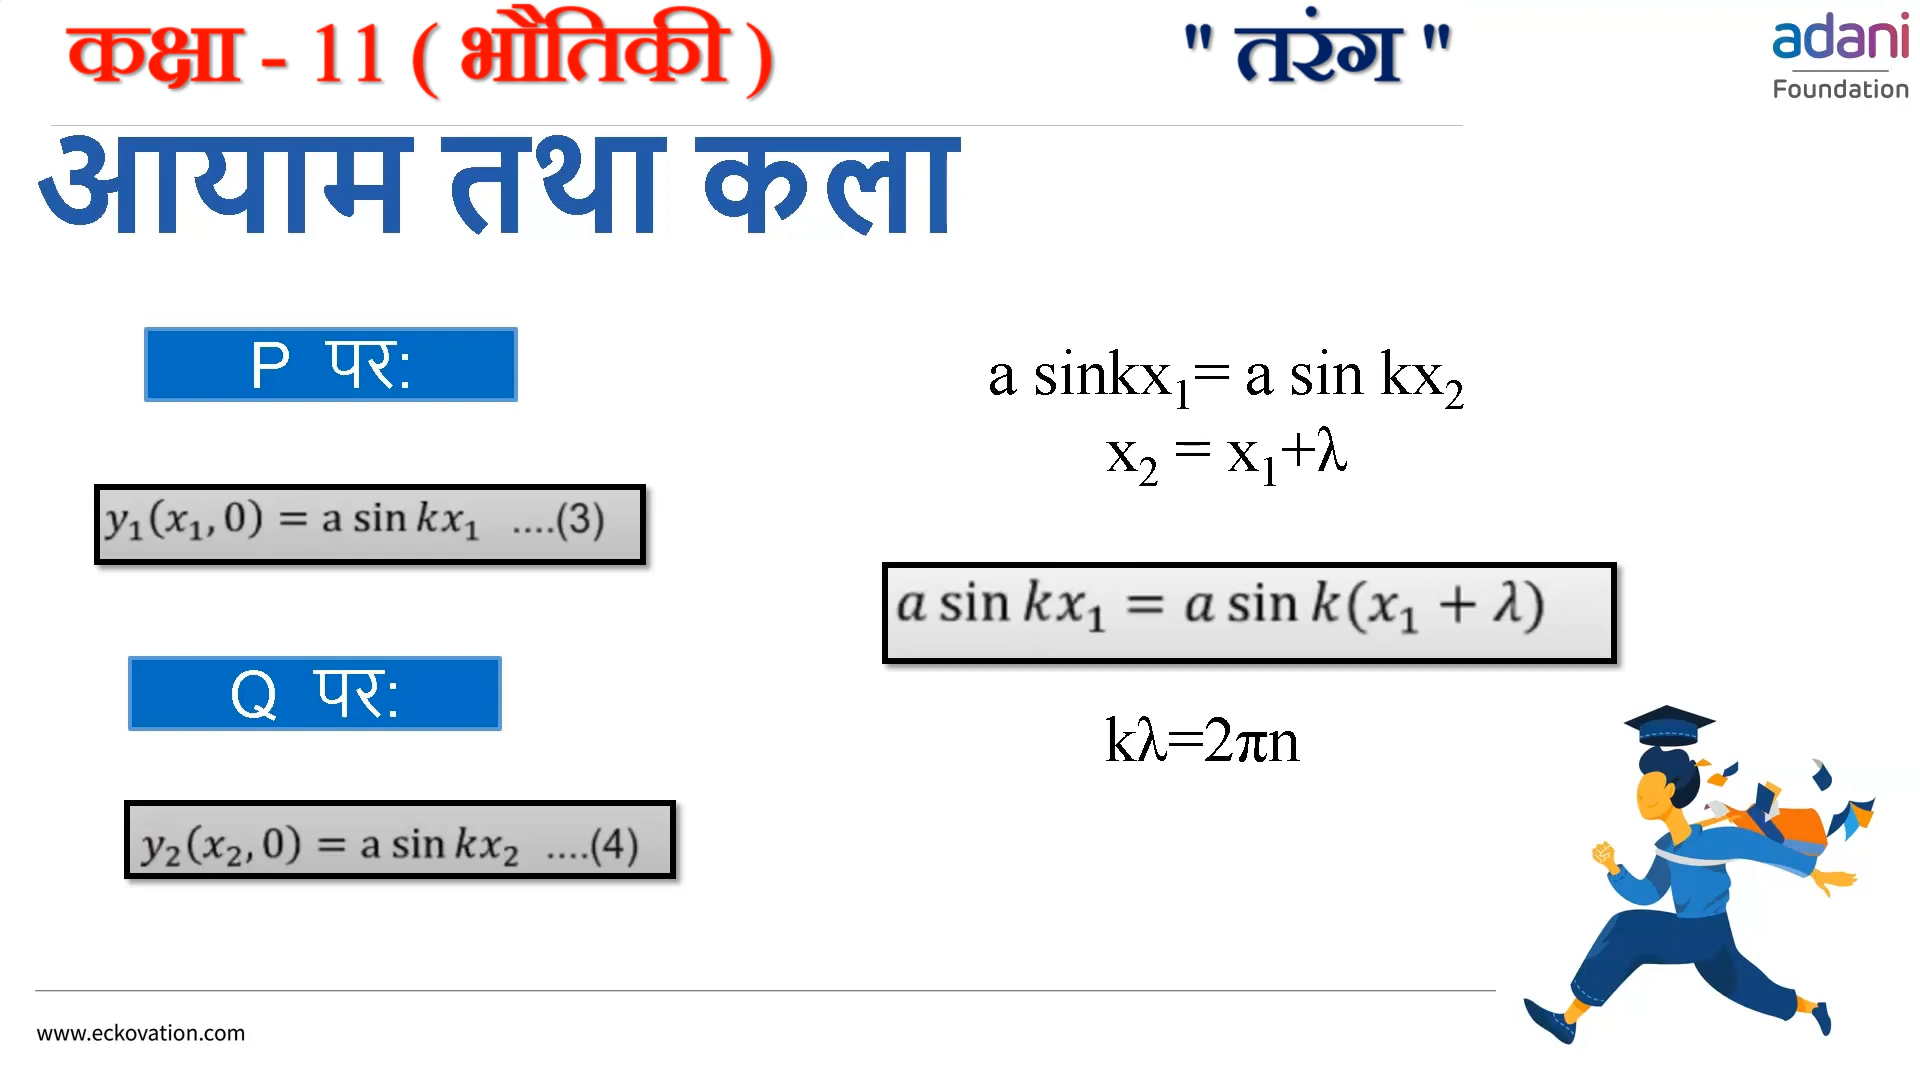 कक्षा - 11 ( भौतिकी )
" तरंग "
adani
Foundation
आयाम तथा कला
P पर:
y₁(x₁, 0) = a sin kx₁ ....(3)
Q पर:
y₂(x₂, 0) = a sin kx₂ ....(4)
a sinkx₁= a sin kx₂
x₂ = x₁+λ
a sin kx₁ = a sin k(x₁ + λ)
kλ=2πn
www.eckovation.com